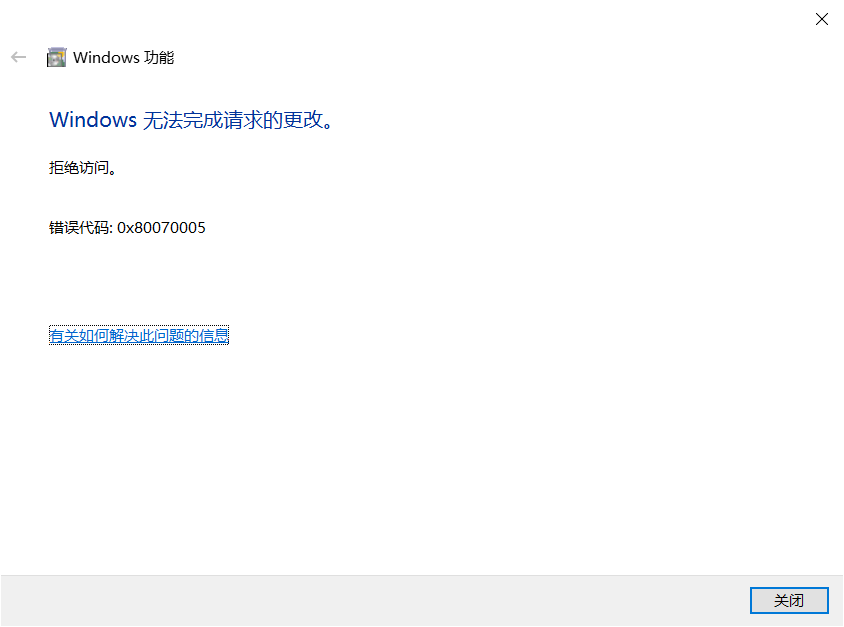 Windows 功能
Windows 无法完成请求的更改。
拒绝访问。
错误代码: 0x80070005
有关如何解决此问题的信息
关闭